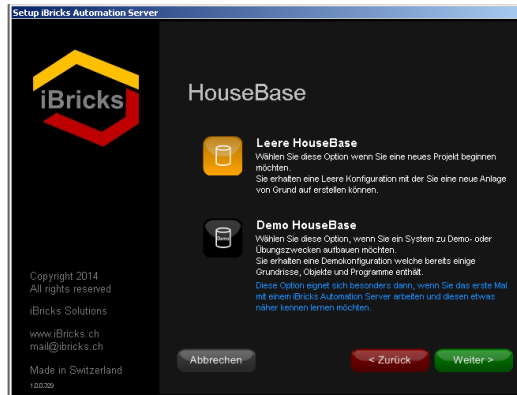 Setup iBricks Automation Server
iBricks
HouseBase
Leere HouseBase
Wählen Sie diese Option wenn Sie eine neues Projekt beginnen
möchten.
Sie erhalten eine Leere Konfiguration mit der Sie eine neue Anlage
von Grund auf erstellen können.
Demo
Demo HouseBase
Wählen Sie diese Option, wenn Sie ein System zu Demo- oder
Übungszwecken aufbauen möchten.
Sie erhalten eine Demokonfiguration welche bereits einige
Grundrisse, Objekte und Programme enthält.
Diese Option eignet sich besonders dann, wenn Sie das erste Mal
mit einem iBricks Automation Server arbeiten und diesen etwas
näher kennen lernen möchten.
Copyright 2014
All rights reserved
iBricks Solutions
www.iBricks.ch
mail@ibricks.ch
Made in Switzerland
1.0.0.329
Abbrechen
< Zurück
Weiter >